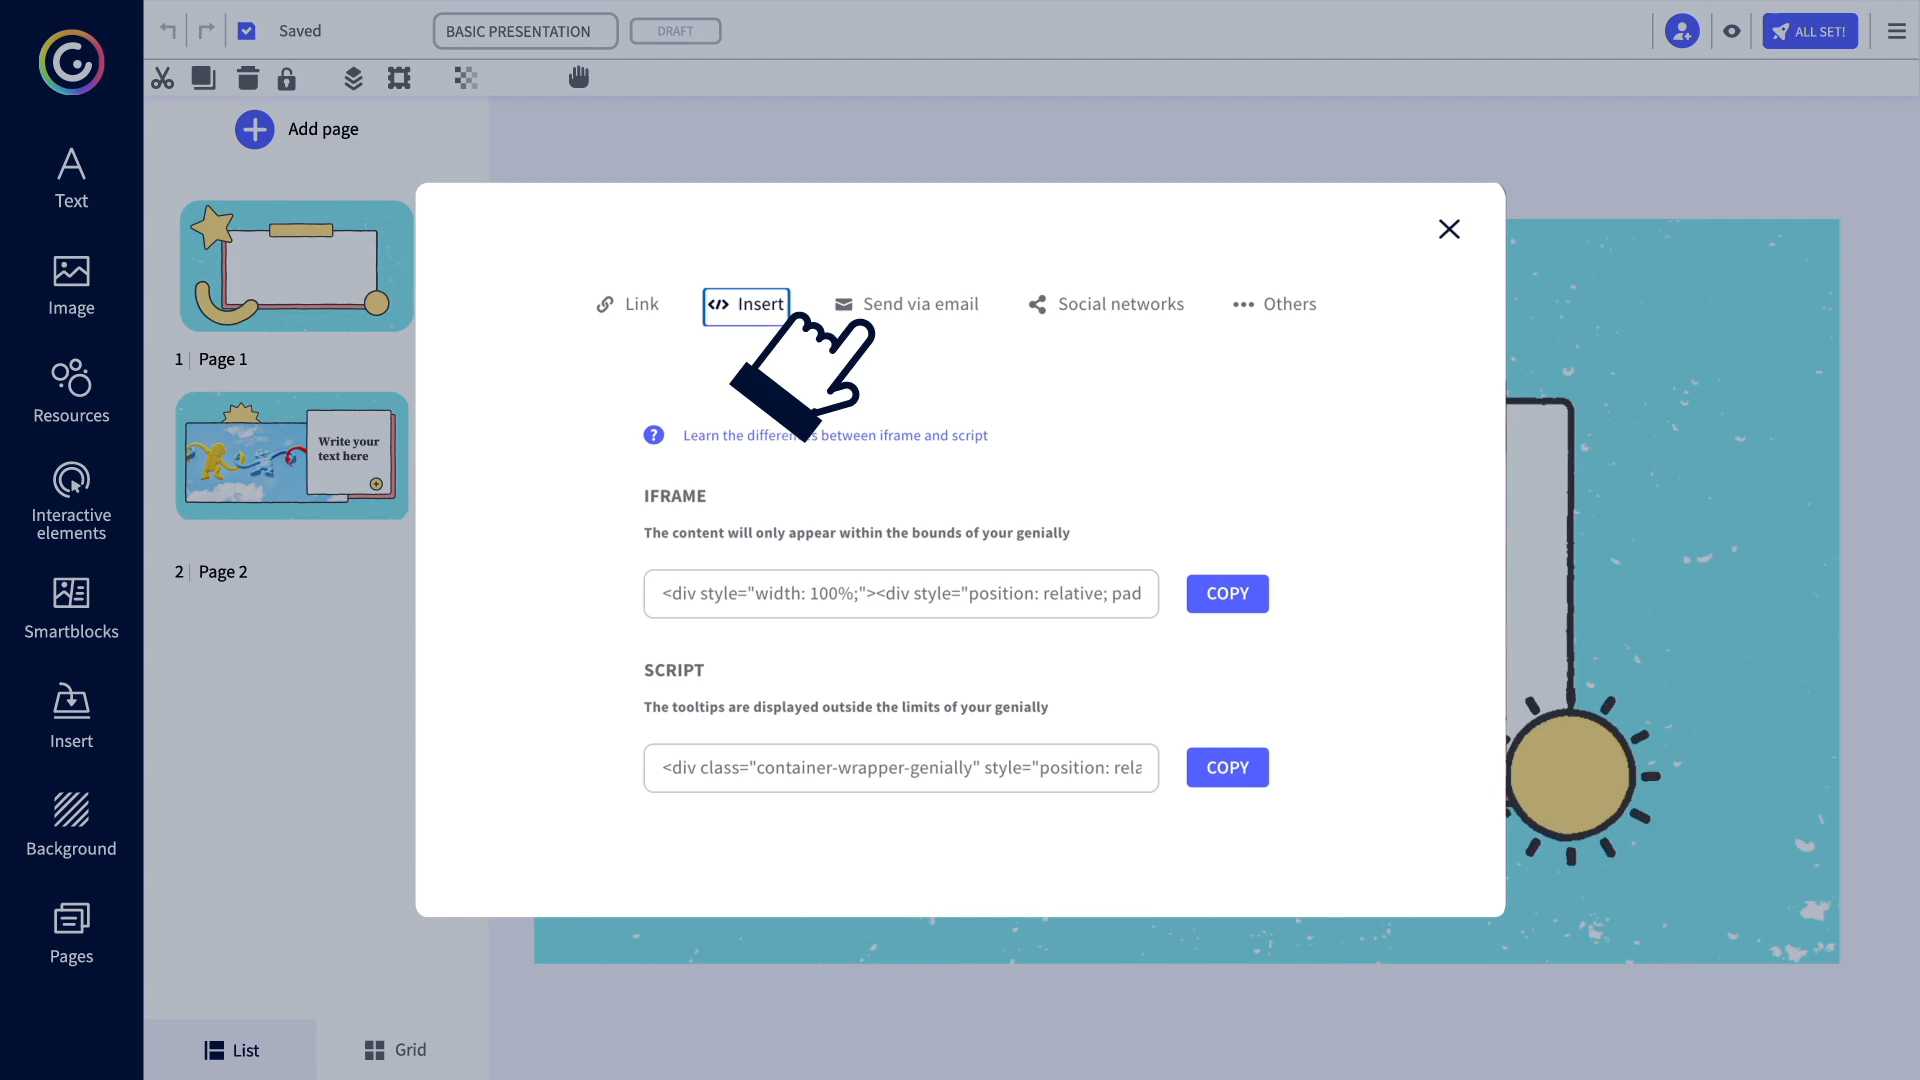 Saved
BASIC PRESENTATION
DRAFT
ALL SET!
Add page
Text
Image
Resources
Interactive
elements
Smartblocks
Insert
Background
Pages
1 Page 1
Write your
text here
2 Page 2
List
Grid
Link
Insert
Send via email
Social networks
Others
? Learn the between iframe and script
IFRAME
The content will only appear within the bounds of your genially
<div style="width: 100%;"><div style="position: relative; pad
COPY
SCRIPT
The tooltips are displayed outside the limits of your genially
<div class="container-wrapper-genially" style="position: rela
COPY